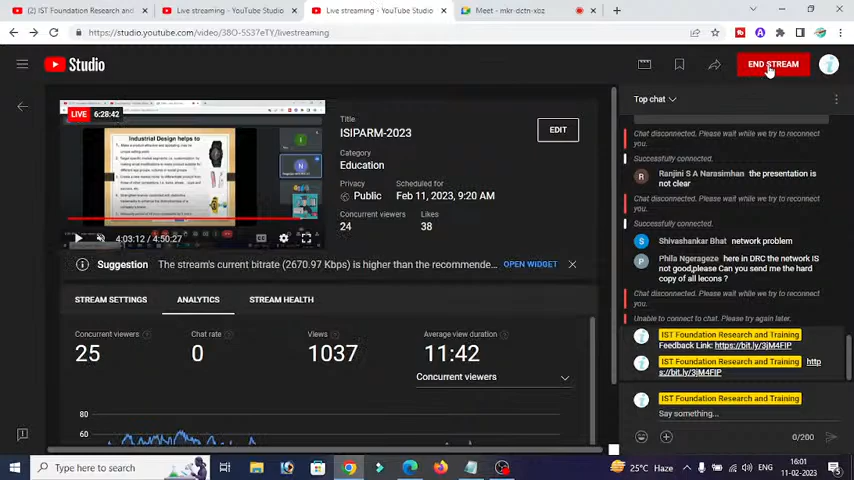 (2) IST Foundation Research an
Live streaming - YouTube Studio
Live streaming - YouTube Studio
Meet - mkr-dctn-xbz
https://studio.youtube.com/video/38O-5S37eTY/livestreaming
Studio
END STREAM
LIVE 6:28:42
Industrial Design helps to
4:03:12 / 4:50:27
Title
ISIPARM-2023
Category
Education
Privacy
Public
Scheduled for
Feb 11, 2023, 9:20 AM
Concurrent viewers
24
Likes
38
EDIT
Suggestion The stream's current bitrate (2670.97 Kbps) is higher than the recommende...
OPEN WIDGET
STREAM SETTINGS
ANALYTICS
STREAM HEALTH
Concurrent viewers
25
Chat rate
0
Views
1037
Average view duration
11:42
Concurrent viewers
80
60
Top chat
Chat disconnected. Please wait while we try to reconnect
you.
Successfully connected.
R Ranjini S A Narasimhan the presentation is
not clear
Chat disconnected. Please wait while we try to reconnect
you.
Successfully connected.
S Shivashankar Bhat network problem
P Phila Ngerageze here in DRC the network IS
not good,please Can you send me the hard
copy of all lecons ?
Chat disconnected. Please wait while we try to reconnect
you.
Unable to connect to chat. Please try again later.
IST Foundation Research and Training
Feedback Link: https://bit.ly/3jM4FIP
IST Foundation Research and Training http
s://bit.ly/3jM4FIP
IST Foundation Research and Training
Say something...
0/200
Type here to search
25°C Haze
ENG
16:01
11-02-2023